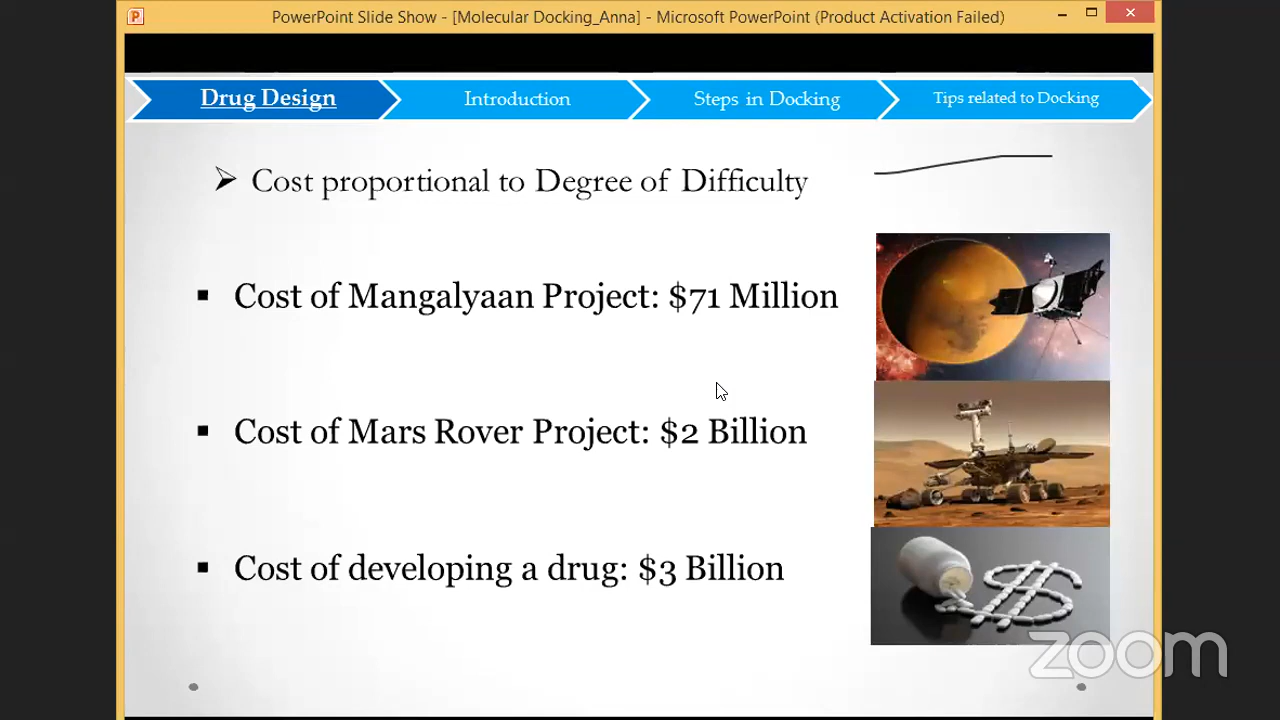 PowerPoint Slide Show - [Molecular Docking_Anna] - Microsoft PowerPoint (Product Activation Failed)
Drug Design Introduction Steps in Docking Tips related to Docking
Cost proportional to Degree of Difficulty
Cost of Mangalyaan Project: $71 Million
Cost of Mars Rover Project: $2 Billion
Cost of developing a drug: $3 Billion
zoom